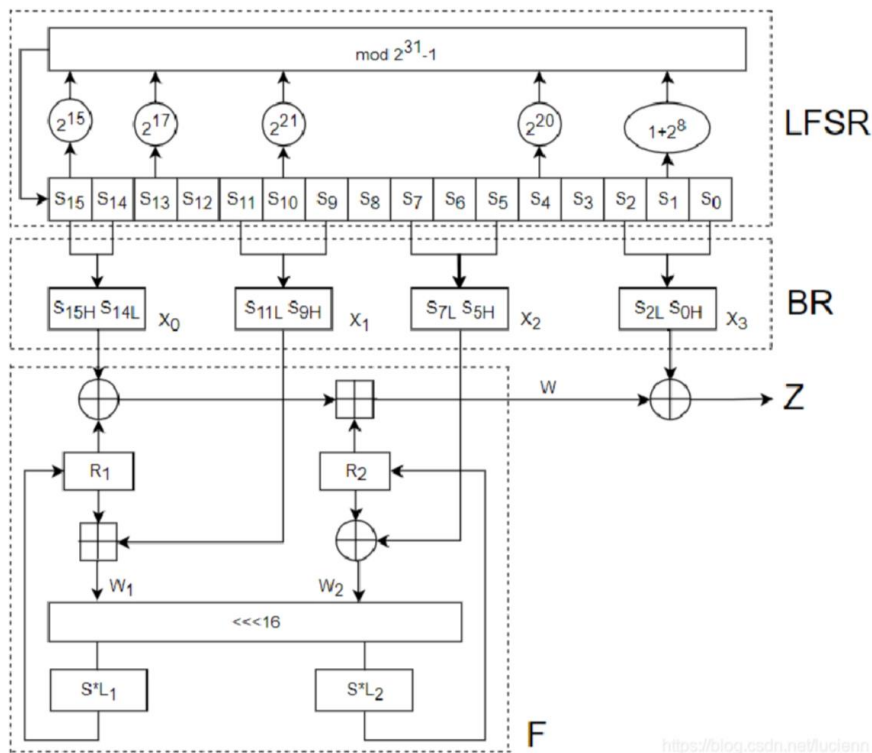 mod 2^31-1
2^15 2^17 2^21 2^20 1+2^8
LFSR
S15 S14 S13 S12 S11 S10 S9 S8 S7 S6 S5 S4 S3 S2 S1 S0
S15H S14L X0 S11L S9H X1 S7L S5H X2 S2L S0H X3
BR
W Z
R1 R2
W1 W2
<<<16
S*L1 S*L2
F
https://blog.csdn.net/luclenn